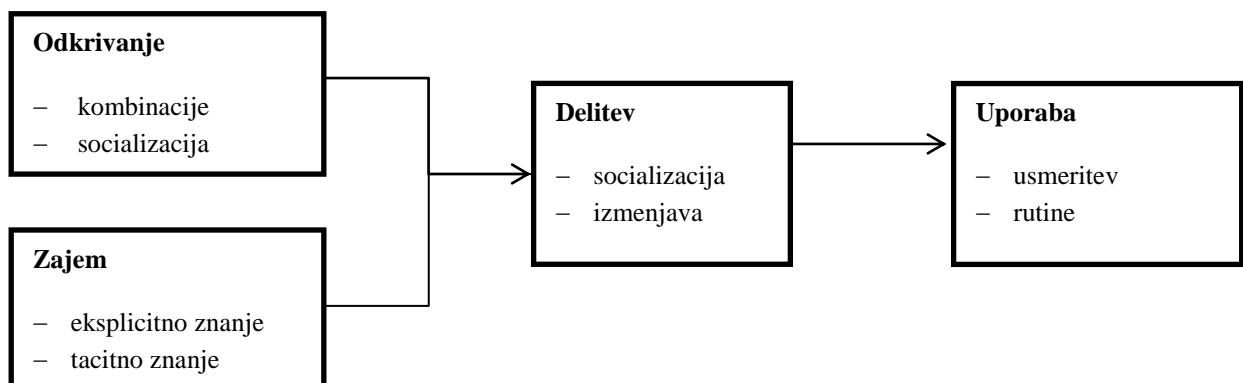 Odkrivanje
– kombinacije
– socializacija
Zajem
– eksplicitno znanje
– tacitno znanje
Delitev
– socializacija
– izmenjava
Uporaba
– usmeritev
– rutine